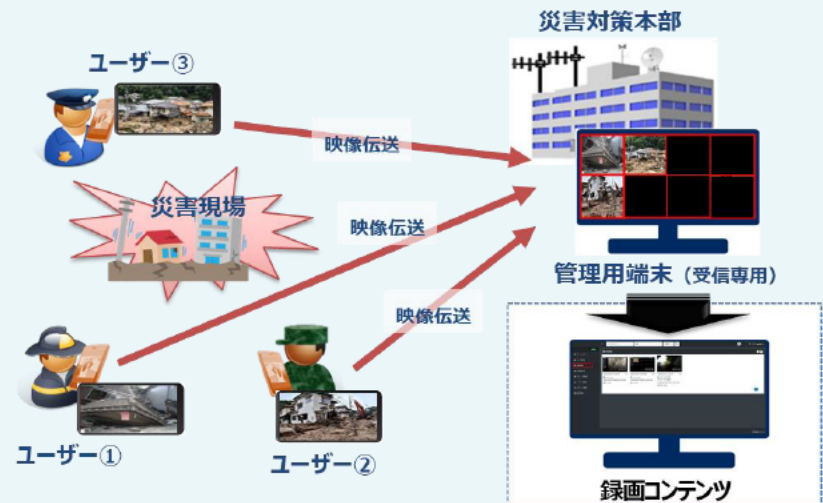 災害対策本部
ユーザー③
映像伝送
災害現場
映像伝送
管理用端末（受信専用）
映像伝送
ユーザー①
ユーザー②
録画コンテンツ